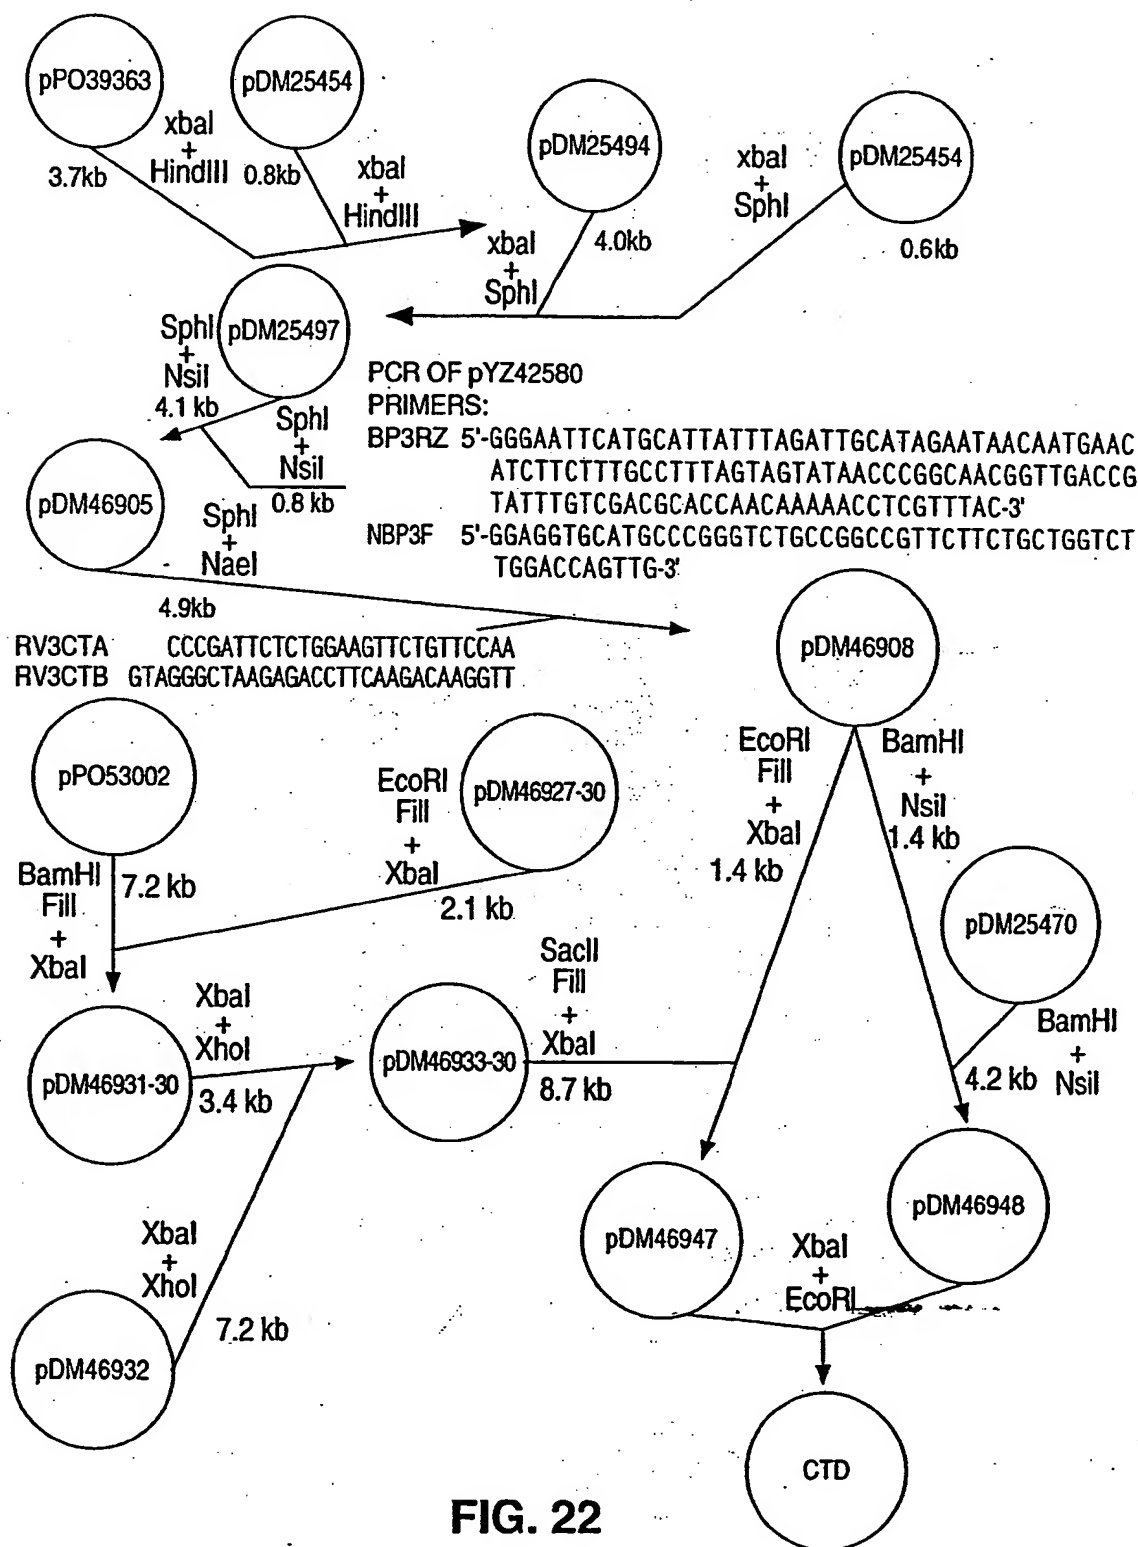 pPO39363
pDM25454
xbaI
+
HindIII
3.7kb
0.8kb
xbaI
+
HindIII
pDM25494
xbaI
+
SphI
pDM25454
xbaI
+
SphI
4.0kb
0.6kb
pDM25497
SphI
+
NsiI
4.1 kb
SphI
+
NsiI
0.8 kb
PCR OF pYZ42580
PRIMERS:
BP3RZ 5'-GGGAATTCATGCATTATTTAGATTGCATAGAATAACAATGAAC
ATCTTCTTTGCCTTTAGTAGTATAACCCGGCAACGGTTGACCG
TATTTGTCGACGCACCAACAAAAACCTCGTTTAC-3'
NBP3F 5'-GGAGGTGCATGCCCGGGTCTGCCGGCCGTTCTTCTGCTGGTCT
TGGACCAGTTG-3'
pDM46905
SphI
+
NaeI
4.9kb
RV3CTA CCCGATTCTCTGGAAGTTCTGTTCCAA
RV3CTB GTAGGGCTAAGAGACCTTCAAGACAAGGTT
pDM46908
pPO53002
EcoRI
Fill
+
XbaI
pDM46927-30
2.1 kb
EcoRI
Fill
+
XbaI
1.4 kb
BamHI
+
NsiI
1.4 kb
BamHI
Fill
+
XbaI
7.2 kb
pDM25470
BamHI
+
NsiI
4.2 kb
pDM46931-30
XbaI
+
XhoI
3.4 kb
pDM46933-30
SacII
Fill
+
XbaI
8.7 kb
pDM46947
pDM46948
XbaI
+
EcoRI
XbaI
+
XhoI
7.2 kb
pDM46932
CTD
FIG. 22